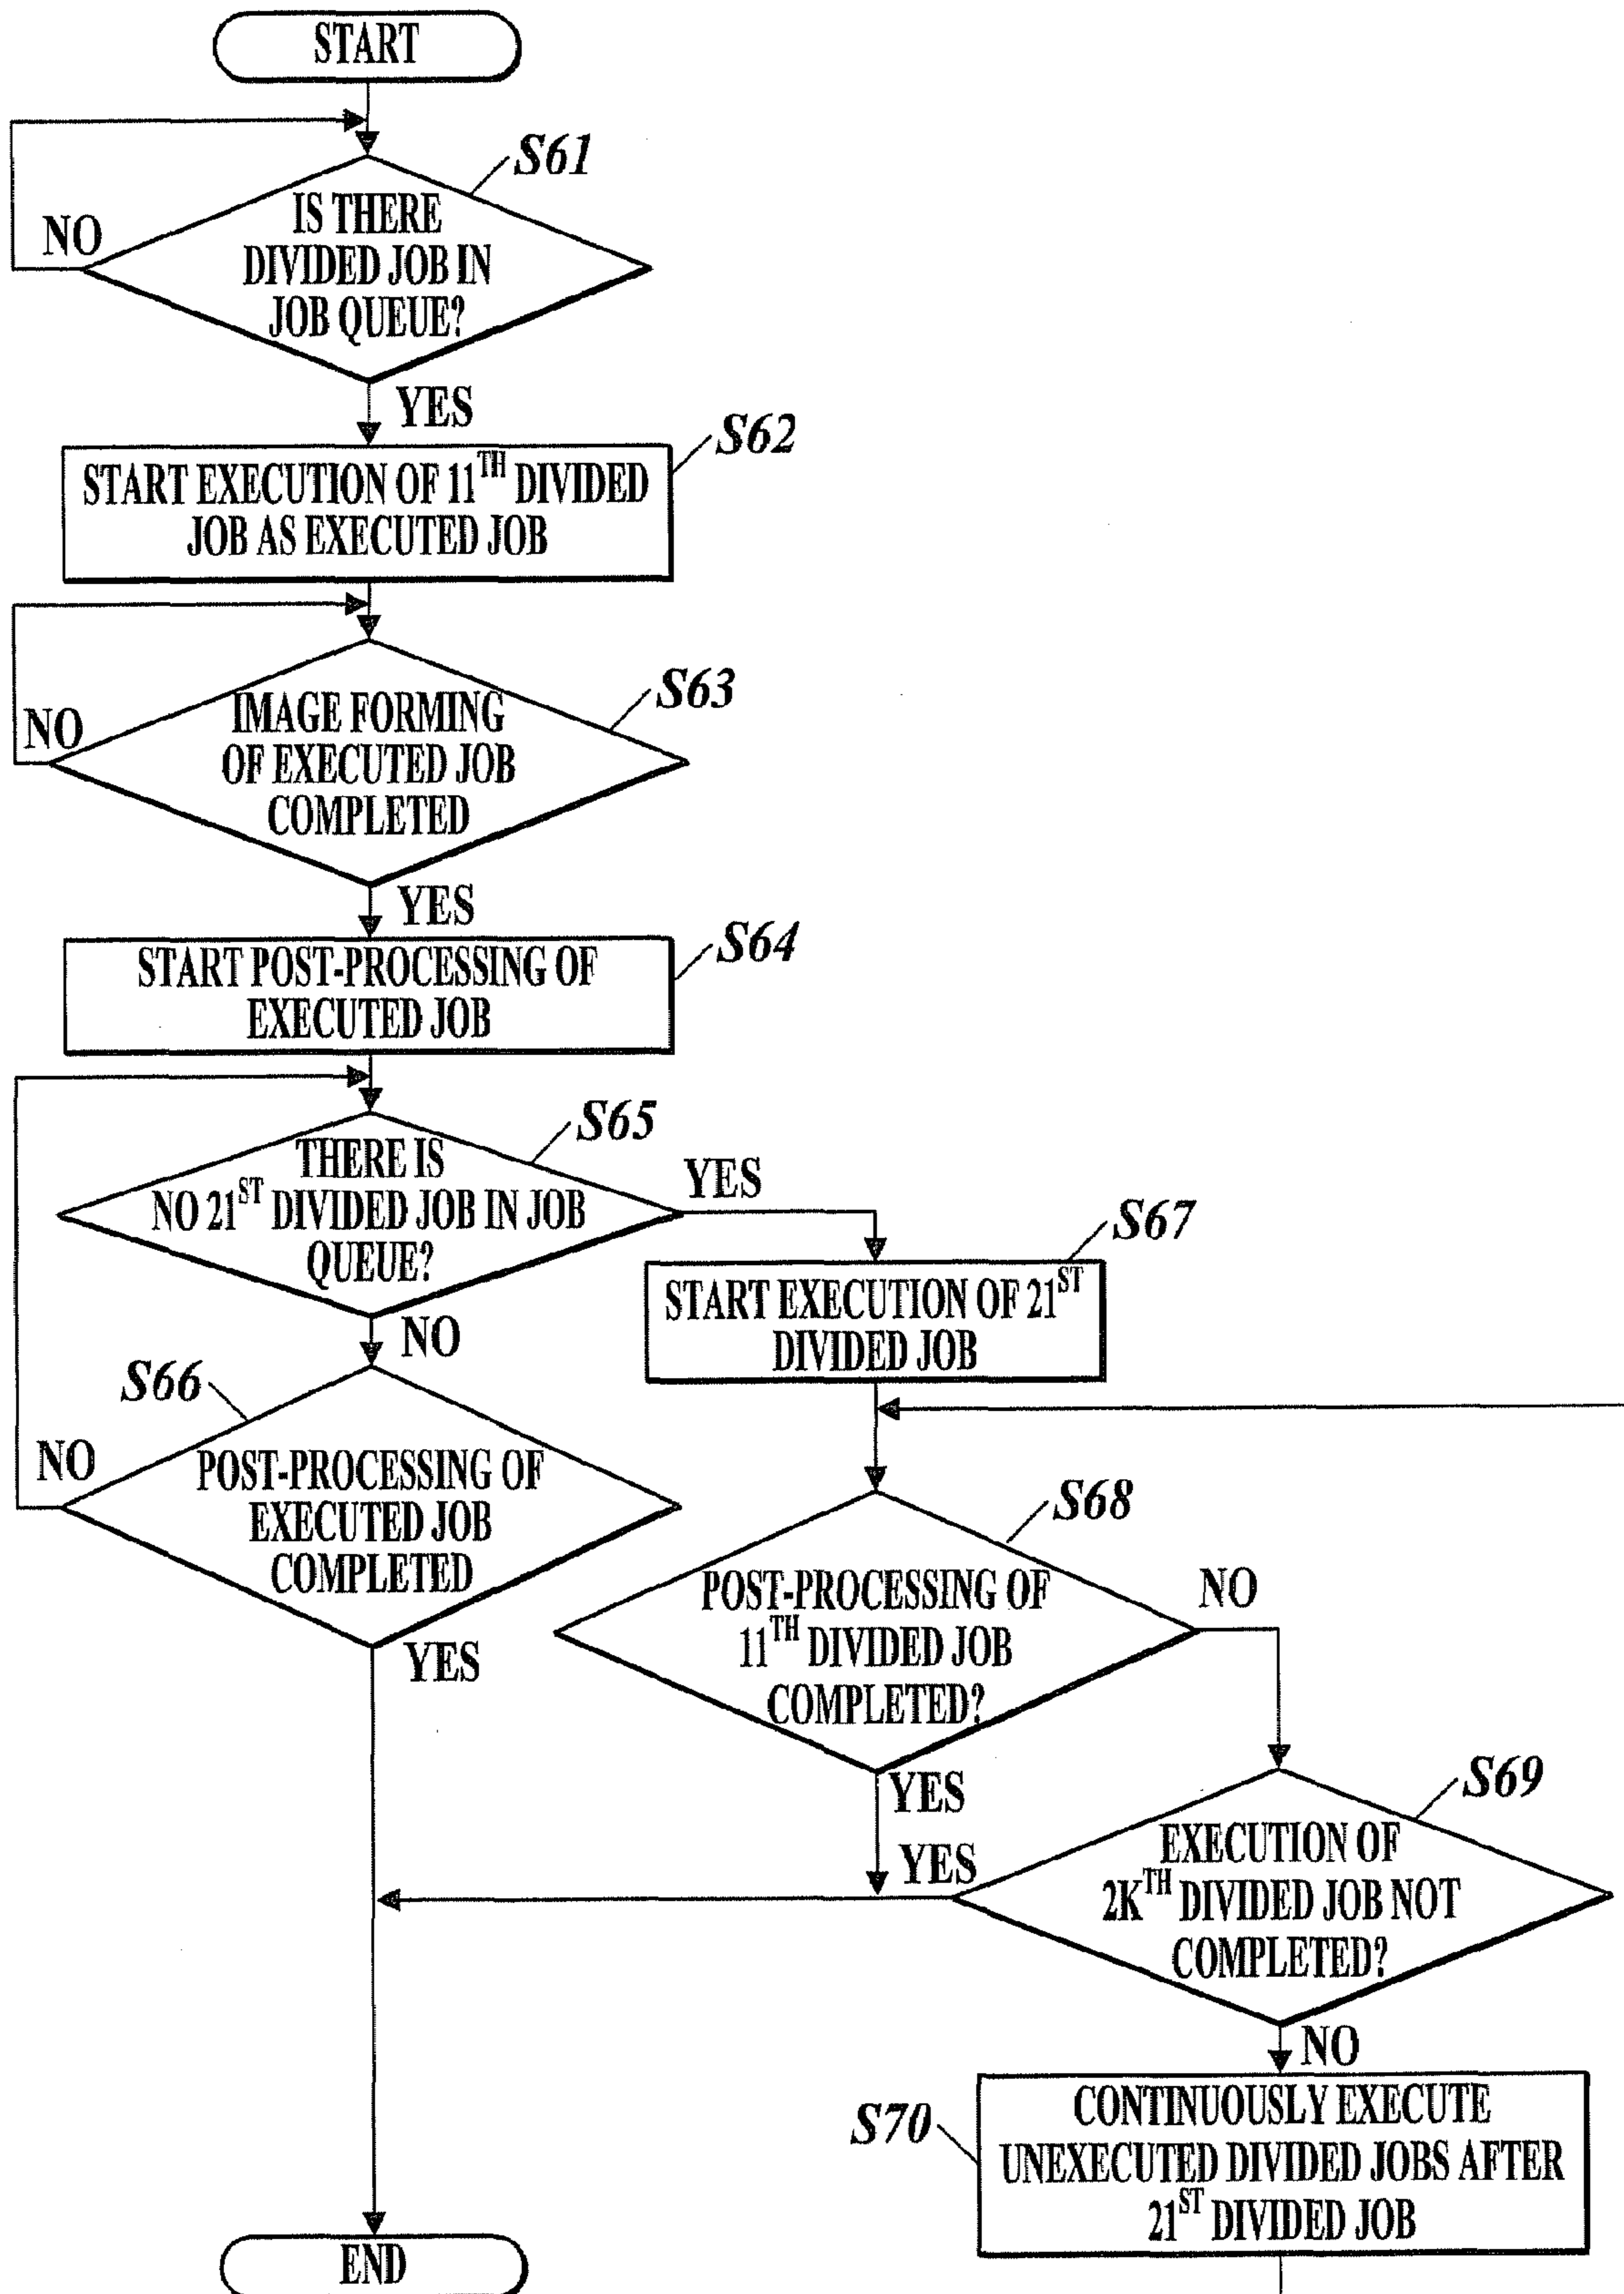 START
S61
IS THERE
DIVIDED JOB IN
JOB QUEUE?
NO
YES
S62
START EXECUTION OF 11TH DIVIDED
JOB AS EXECUTED JOB
S63
IMAGE FORMING
OF EXECUTED JOB
COMPLETED
NO
YES
S64
START POST-PROCESSING OF
EXECUTED JOB
S65
THERE IS
NO 21ST DIVIDED JOB IN JOB
QUEUE?
YES
NO
S67
START EXECUTION OF 21ST
DIVIDED JOB
S66
POST-PROCESSING OF
EXECUTED JOB
COMPLETED
NO
YES
S68
POST-PROCESSING OF
11TH DIVIDED JOB
COMPLETED?
NO
YES
S69
EXECUTION OF
2KTH DIVIDED JOB NOT
COMPLETED?
YES
NO
S70
CONTINUOUSLY EXECUTE
UNEXECUTED DIVIDED JOBS AFTER
21ST DIVIDED JOB
END